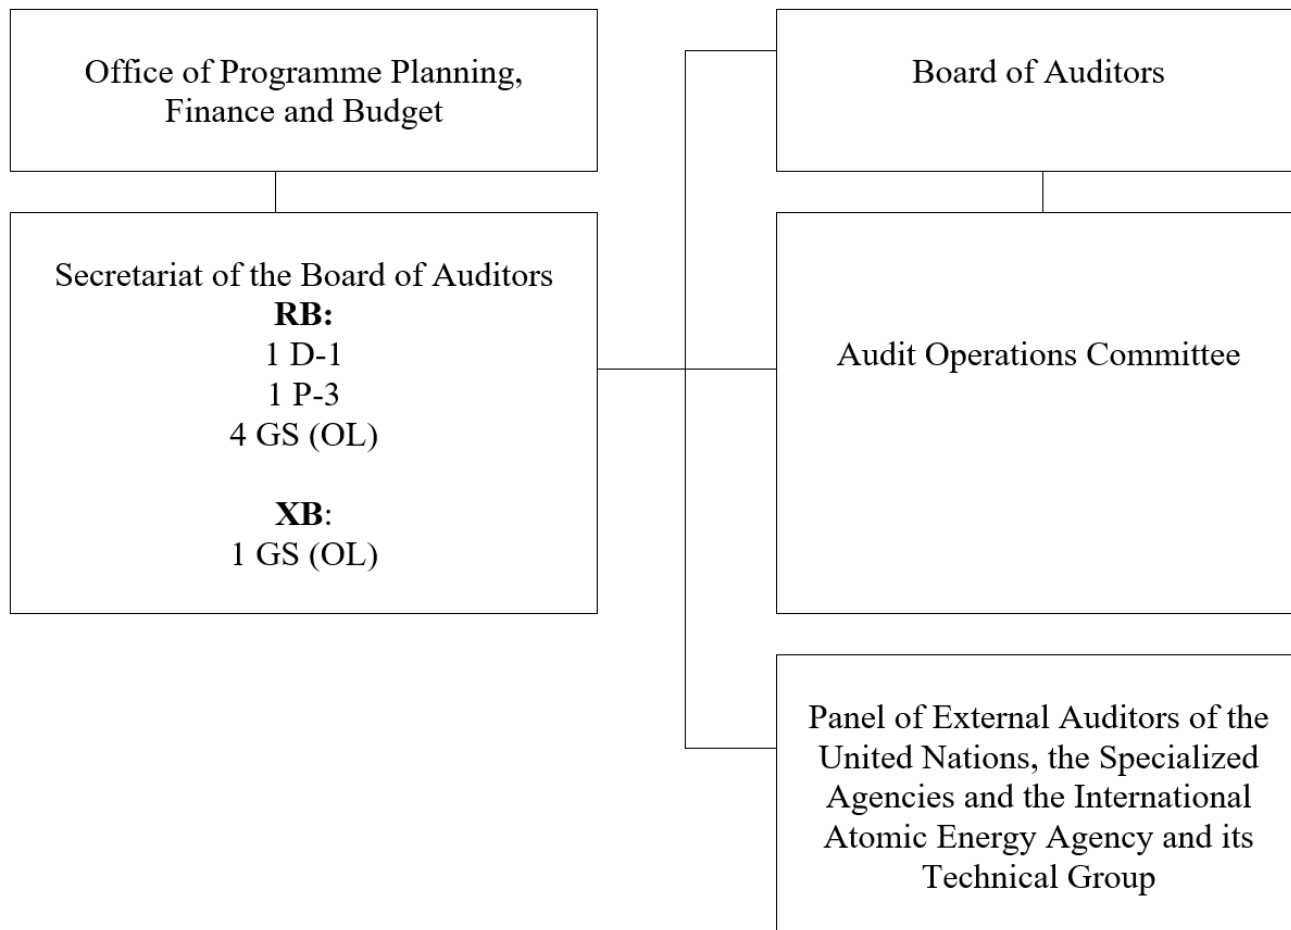 Office of Programme Planning,
Finance and Budget
Board of Auditors
Secretariat of the Board of Auditors
RB:
1 D-1
1 P-3
4 GS (OL)
XB:
1 GS (OL)
Audit Operations Committee
Panel of External Auditors of the
United Nations, the Specialized
Agencies and the International
Atomic Energy Agency and its
Technical Group